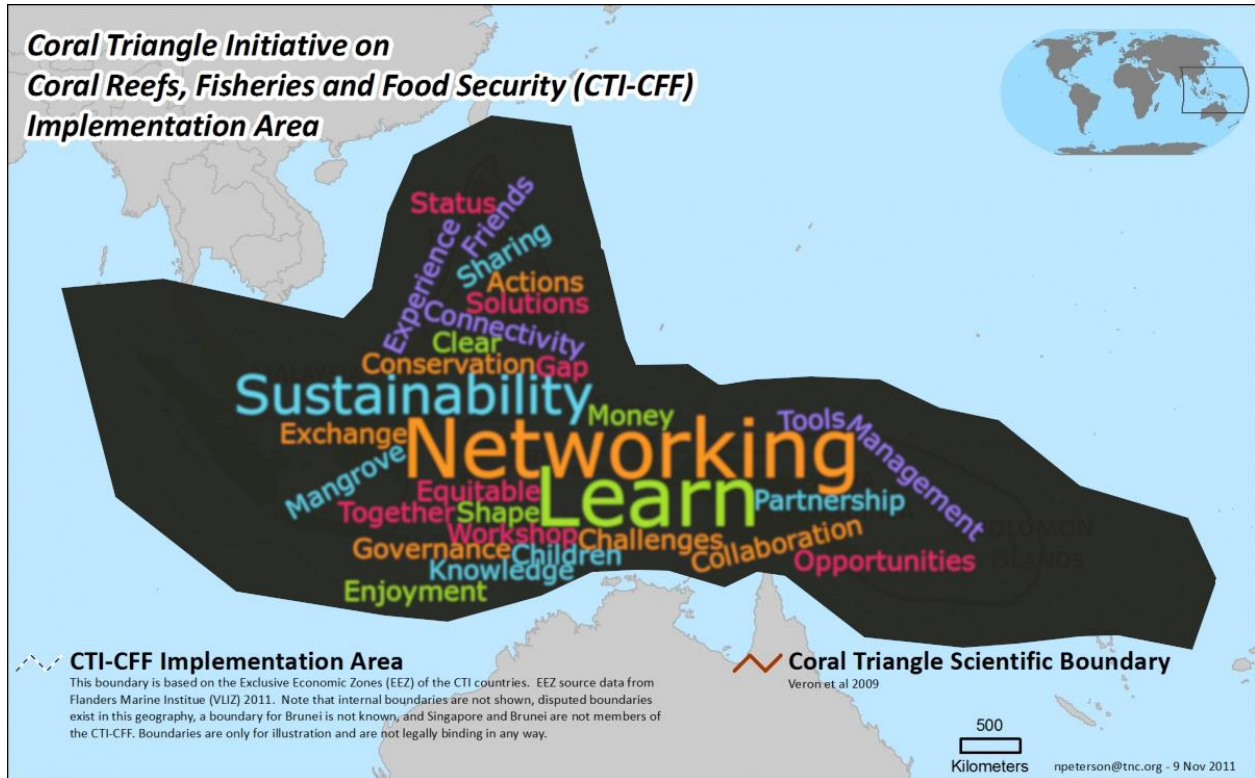 Coral Triangle Initiative on
Coral Reefs, Fisheries and Food Security (CTI-CFF)
Implementation Area
Status
Friends
Experience
Sharing
Actions
Solutions
Connectivity
Clear
Conservation
Gap
Sustainability
Money
Tools
Exchange
Networking
Management
Mangrove
Equitable
Learn
Partnership
Together
Shape
Workshop
Challenges
Collaboration
Governance
Children
Knowledge
Opportunities
Enjoyment
SOLOMON
ISLANDS
CTI-CFF Implementation Area
This boundary is based on the Exclusive Economic Zones (EEZ) of the CTI countries. EEZ source data from
Flanders Marine Institue (VLIZ) 2011. Note that internal boundaries are not shown, disputed boundaries
exist in this geography, a boundary for Brunei is not known, and Singapore and Brunei are not members of
the CTI-CFF. Boundaries are only for illustration and are not legally binding in any way.
Coral Triangle Scientific Boundary
Veron et al 2009
500
Kilometers
npeterson@tnc.org - 9 Nov 2011